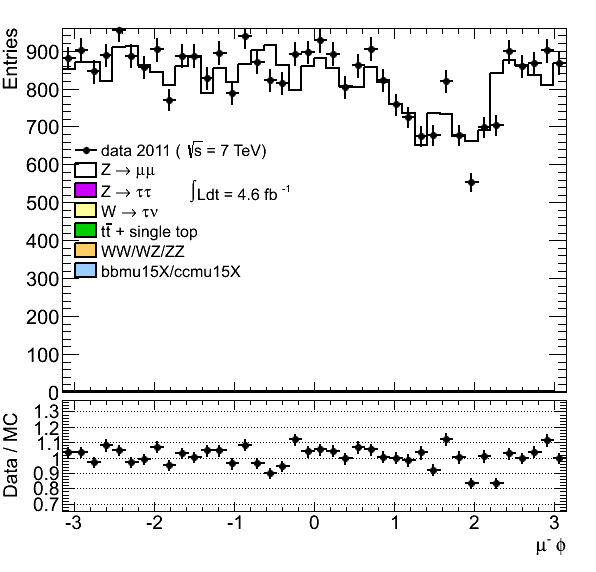 Entries
900
800
700
600
500
400
300
200
100
0
data 2011 ( √s = 7 TeV)
Z → μμ
Z → ττ
∫Ldt = 4.6 fb⁻¹
W → τν
tt̄ + single top
WW/WZ/ZZ
bbmu15X/ccmu15X
Data / MC
1.3
1.2
1.1
1
0.9
0.8
0.7
-3 -2 -1 0 1 2 3
μ⁻ ϕ